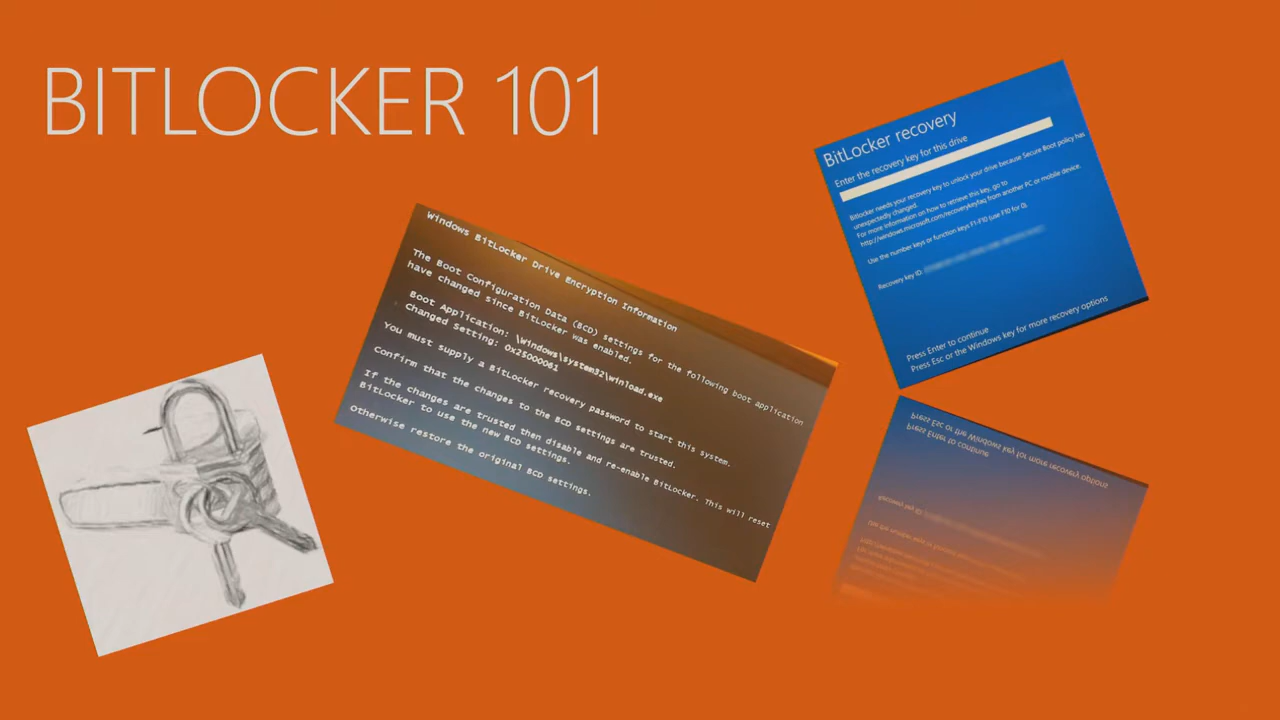 BITLOCKER 101
Windows BitLocker Drive Encryption Information
The Boot Configuration Data (BCD) settings for the following boot application
have changed since BitLocker was enabled.
Boot Application: \Windows\system32\winload.exe
Changed Setting: 0x25000061
You must supply a BitLocker recovery password to start this system.
Confirm that the changes to the BCD settings are trusted.
If the changes are trusted then disable and re-enable BitLocker. This will reset
BitLocker to use the new BCD settings.
Otherwise restore the original BCD settings.
BitLocker recovery
Enter the recovery key for this drive
Bitlocker needs your recovery key to unlock your drive because Secure Boot policy has
unexpectedly changed.
For more information on how to retrieve this key, go to
http://windows.microsoft.com/recoverykeyfaq from another PC or mobile device.
Use the number keys or function keys F1-F10 (use F10 for 0).
Recovery key ID:
Press Enter to continue
Press Esc or the Windows key for more recovery options